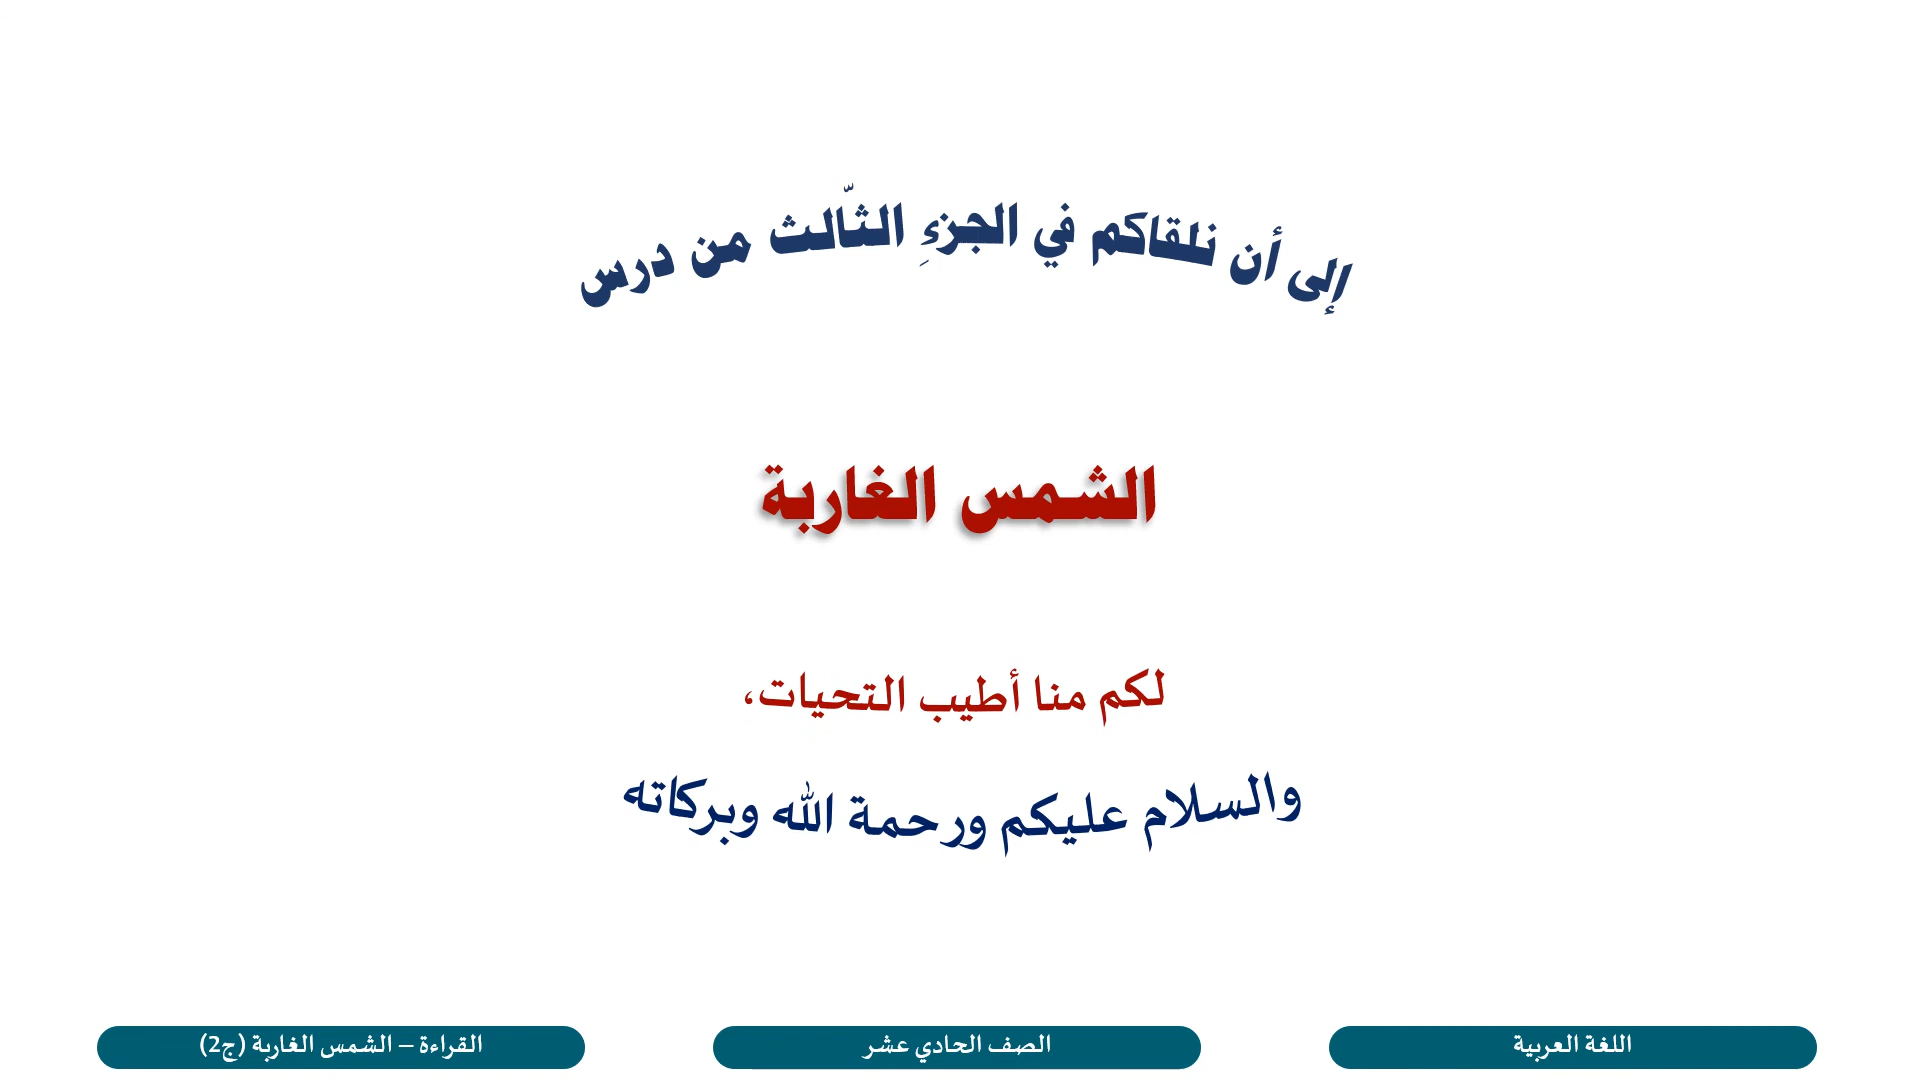 إلى أن نلقاكم في الجزءِ الثّالث من درس
الشمس الغاربة
لكم منا أطيب التحيات،
والسلام عليكم ورحمة الله وبركاته
اللغة العربية
الصف الحادي عشر
القراءة – الشمس الغاربة (ج2)